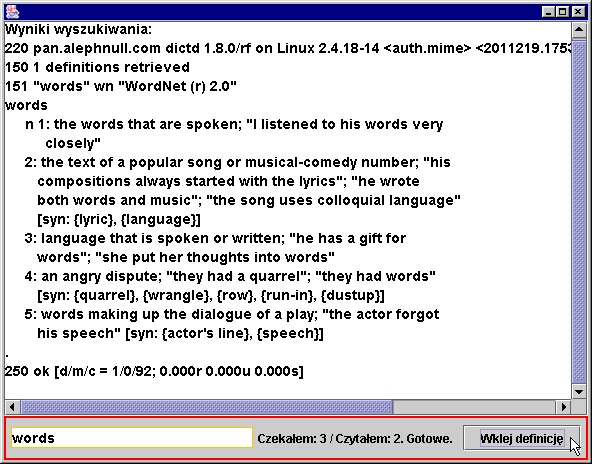 Wyniki wyszukiwania:
220 pan.alephnull.com dictd 1.8.0/rf on Linux 2.4.18-14 <auth.mime> <2011219.1753
150 1 definitions retrieved
151 "words" wn "WordNet (r) 2.0"
words
n 1: the words that are spoken; "I listened to his words very
closely"
2: the text of a popular song or musical-comedy number; "his
compositions always started with the lyrics"; "he wrote
both words and music"; "the song uses colloquial language"
[syn: {lyric}, {language}]
3: language that is spoken or written; "he has a gift for
words"; "she put her thoughts into words"
4: an angry dispute; "they had a quarrel"; "they had words"
[syn: {quarrel}, {wrangle}, {row}, {run-in}, {dustup}]
5: words making up the dialogue of a play; "the actor forgot
his speech" [syn: {actor's line}, {speech}]
.
250 ok [d/m/c = 1/0/92; 0.000r 0.000u 0.000s]
words Czekałem: 3 / Czytałem: 2. Gotowe. Wklej definicję